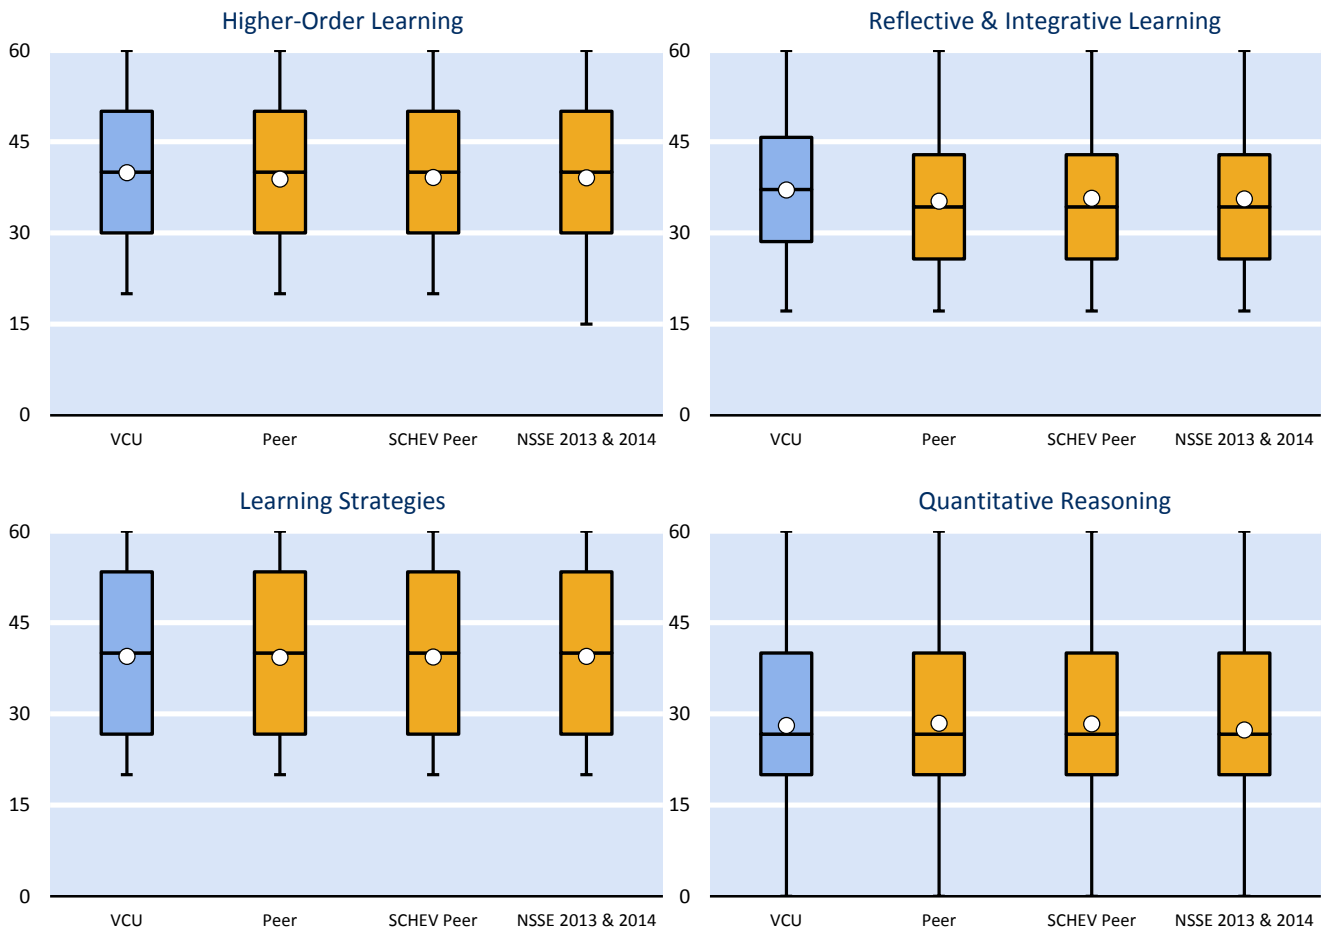 Higher-Order Learning
60
45
30
15
0
VCU Peer SCHEV Peer NSSE 2013 & 2014
Reflective & Integrative Learning
60
45
30
15
0
VCU Peer SCHEV Peer NSSE 2013 & 2014
Learning Strategies
60
45
30
15
0
VCU Peer SCHEV Peer NSSE 2013 & 2014
Quantitative Reasoning
60
45
30
15
0
VCU Peer SCHEV Peer NSSE 2013 & 2014